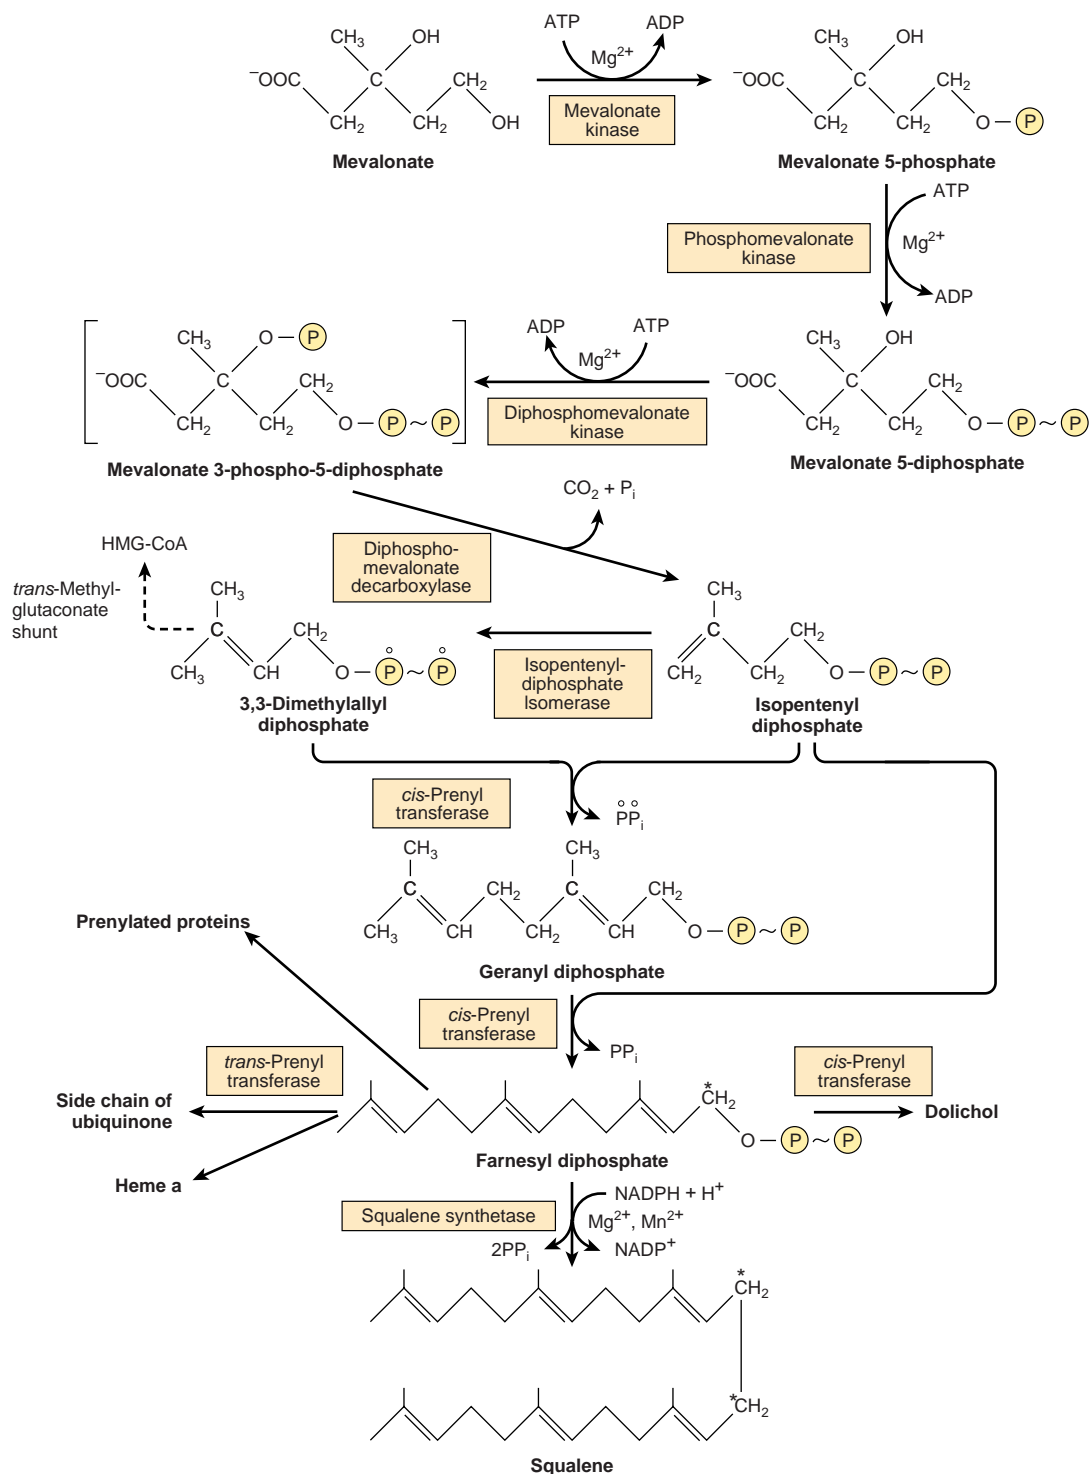 ATP
ADP
Mg2+
CH3
OH
–OOC
C
CH2
CH2
CH2
OH
Mevalonate
Mevalonate
kinase
CH3
OH
–OOC
C
CH2
CH2
CH2
O – P
Mevalonate 5-phosphate
ATP
Phosphomevalonate
kinase
Mg2+
ADP
CH3
O – P
–OOC
C
CH2
CH2
CH2
O – P ~ P
Mevalonate 3-phospho-5-diphosphate
ADP
ATP
Mg2+
Diphosphomevalonate
kinase
CH3
OH
–OOC
C
CH2
CH2
CH2
O – P ~ P
Mevalonate 5-diphosphate
CO2 + Pi
Diphospho-
mevalonate
decarboxylase
HMG-CoA
trans-Methyl-
glutaconate
shunt
CH3
C
CH2
CH3
CH
O – P ~ P
3,3-Dimethylallyl
diphosphate
Isopentenyl-
diphosphate
Isomerase
CH3
C
CH2
CH2
CH2
O – P ~ P
Isopentenyl
diphosphate
cis-Prenyl
transferase
PPi
CH3
CH3
C
CH2
C
CH2
CH3
CH
CH2
CH
O – P ~ P
Geranyl diphosphate
Prenylated proteins
cis-Prenyl
transferase
PPi
trans-Prenyl
transferase
cis-Prenyl
transferase
Side chain of
ubiquinone
*
CH2
O – P ~ P
Dolichol
Farnesyl diphosphate
Heme a
Squalene synthetase
NADPH + H+
Mg2+, Mn2+
2PPi
NADP+
*
CH2
*CH2
Squalene